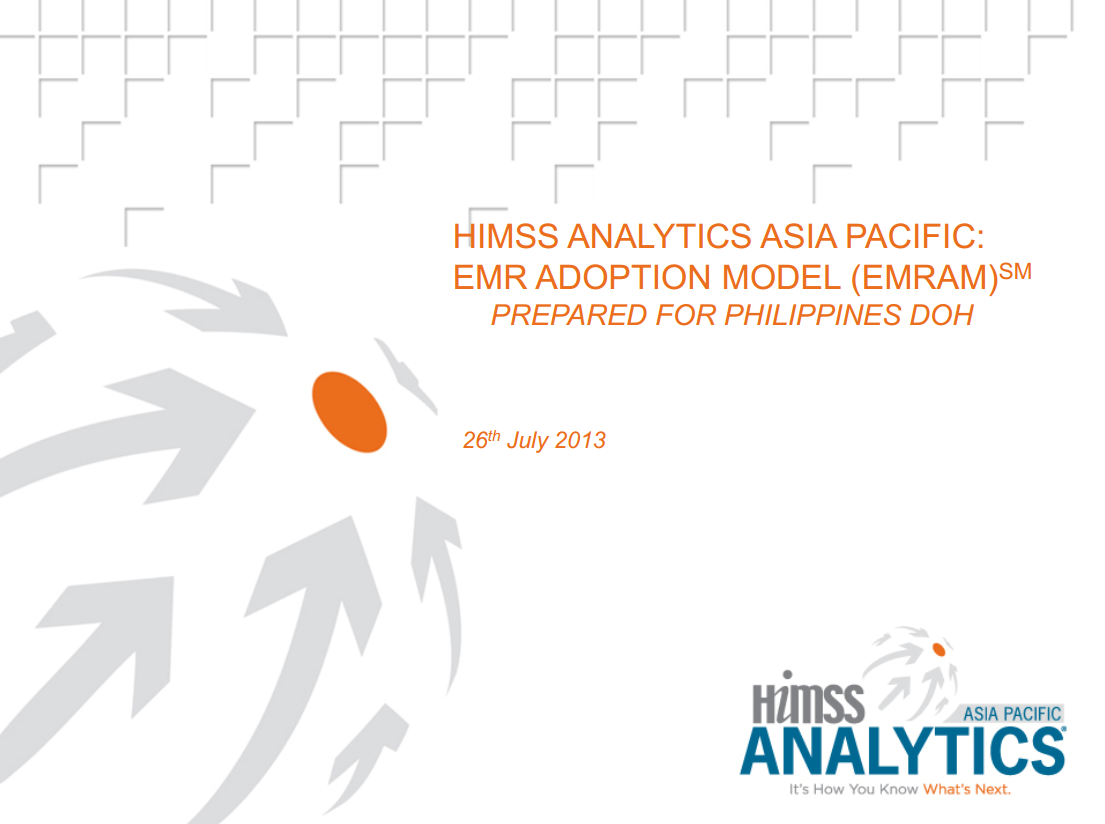 HIMSS ANALYTICS ASIA PACIFIC:
EMR ADOPTION MODEL (EMRAM)SM
PREPARED FOR PHILIPPINES DOH
26th July 2013
HiMSS
ASIA PACIFIC
ANALYTICS®
It's How You Know What's Next.